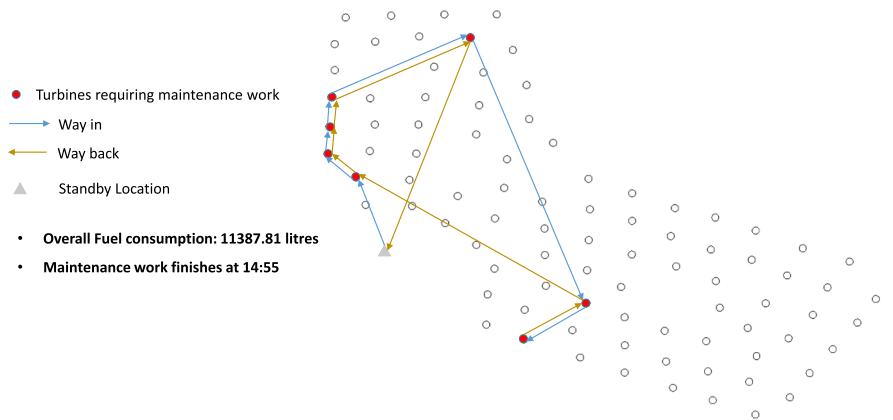 Turbines requiring maintenance work
Way in
Way back
Standby Location
• Overall Fuel consumption: 11387.81 litres
• Maintenance work finishes at 14:55